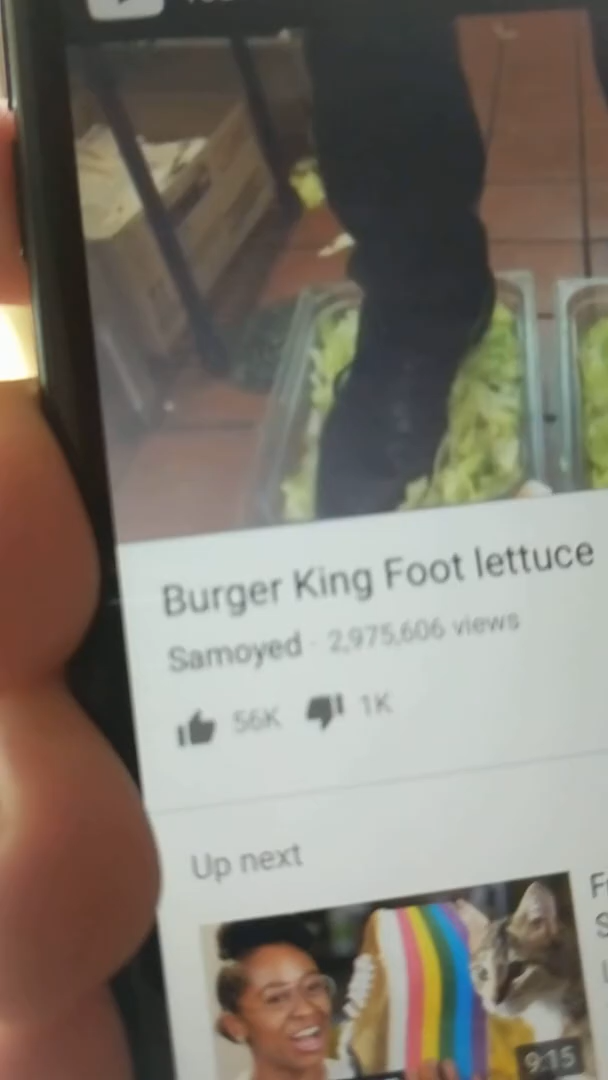 Burger King Foot lettuce
Samoyed · 2,975,606 views
56K 1K
Up next
9:15